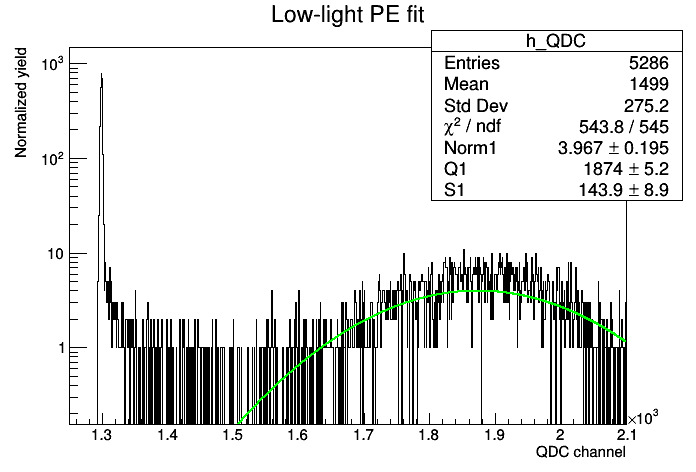 Low-light PE fit
h_QDC
Entries 5286
Mean 1499
Std Dev 275.2
χ² / ndf 543.8 / 545
Norm1 3.967 ± 0.195
Q1 1874 ± 5.2
S1 143.9 ± 8.9
Normalized yield
10³
10²
10
1
1.3 1.4 1.5 1.6 1.7 1.8 1.9 2 2.1
×10³
QDC channel